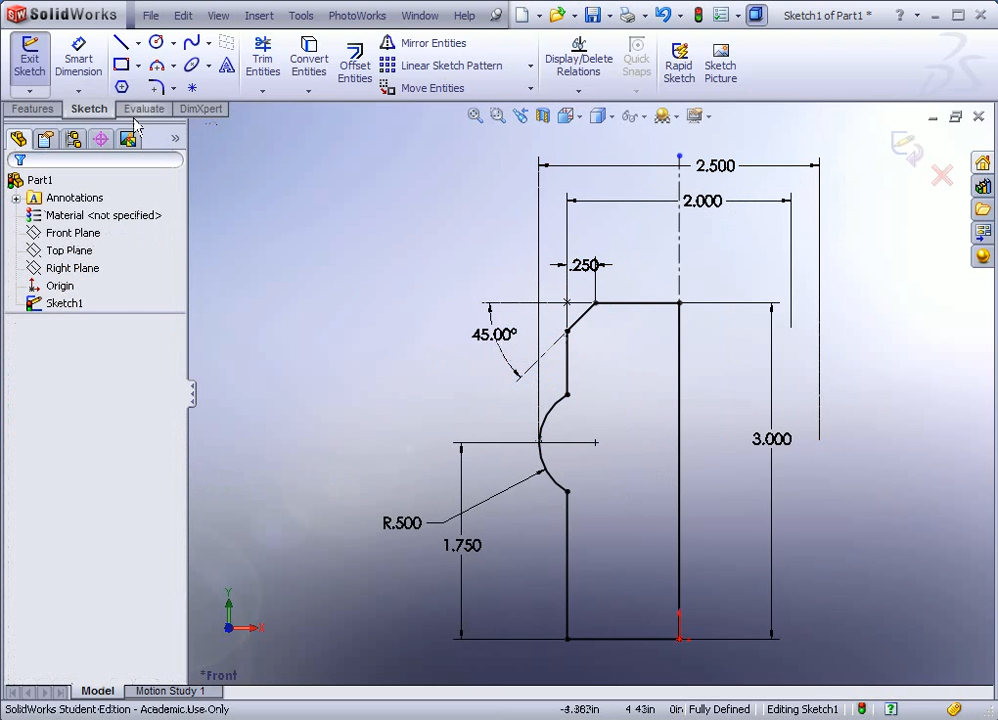 SolidWorks File Edit View Insert Tools PhotoWorks Window Help Sketch1 of Part1 *
Exit Sketch
Smart Dimension
Trim Entities
Convert Entities
Offset Entities
Mirror Entities
Linear Sketch Pattern
Move Entities
Display/Delete Relations
Quick Snaps
Rapid Sketch
Sketch Picture
Features Sketch Evaluate DimXpert
Part1
Annotations
Material <not specified>
Front Plane
Top Plane
Right Plane
Origin
Sketch1
2.500
2.000
.250
45.00°
3.000
R.500
1.750
Y
X
*Front
Model Motion Study 1
SolidWorks Student Edition - Academic Use Only 4.43in 0in Fully Defined Editing Sketch1